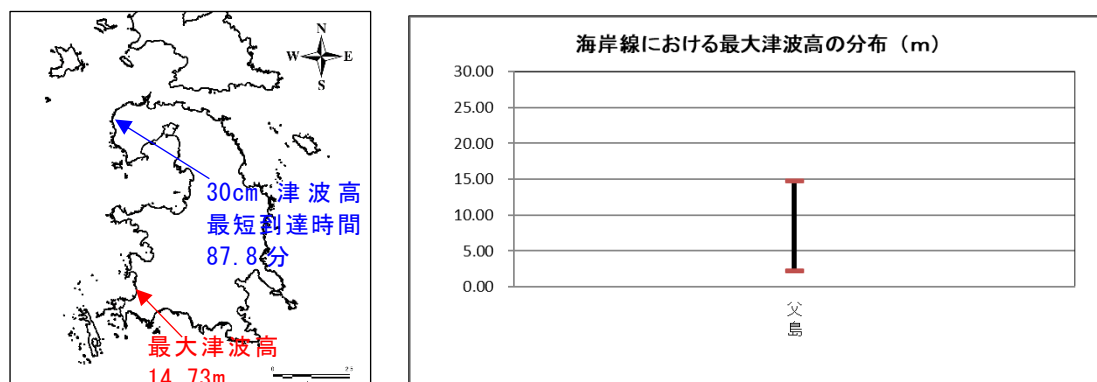 N
W
E
S
30cm 津波高
最短到達時間
87.8分
最大津波高
14.73m
海岸線における最大津波高の分布（m）
30.00
25.00
20.00
15.00
10.00
5.00
0.00
父島